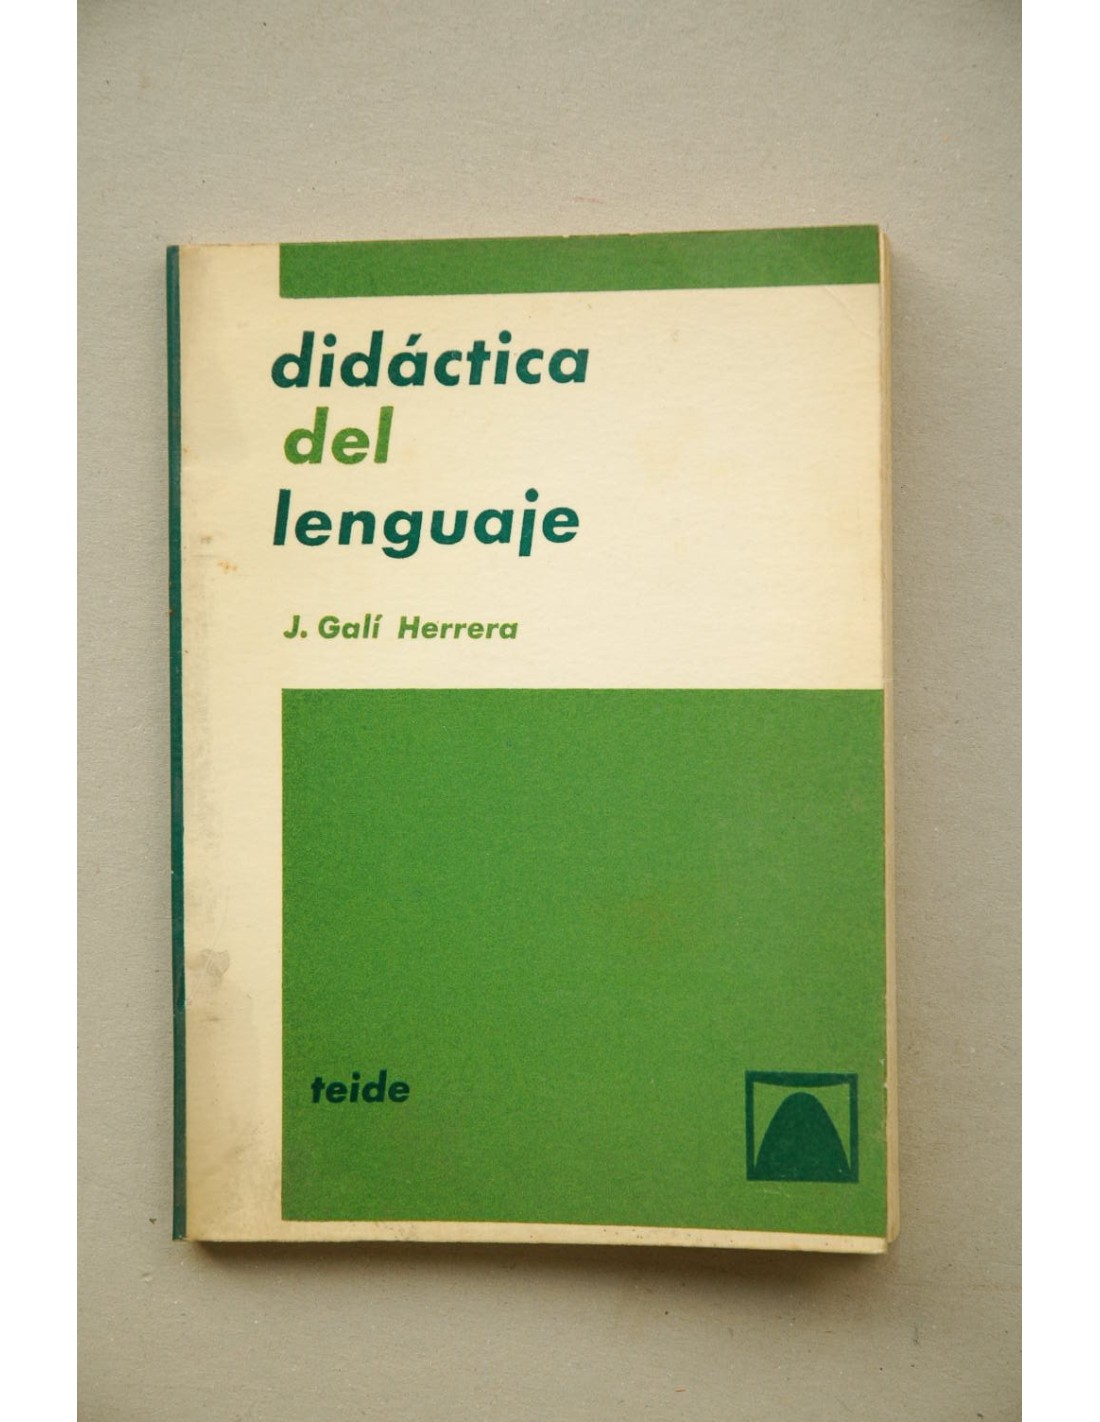 didáctica
del
lenguaje
J. Galí Herrera
teide